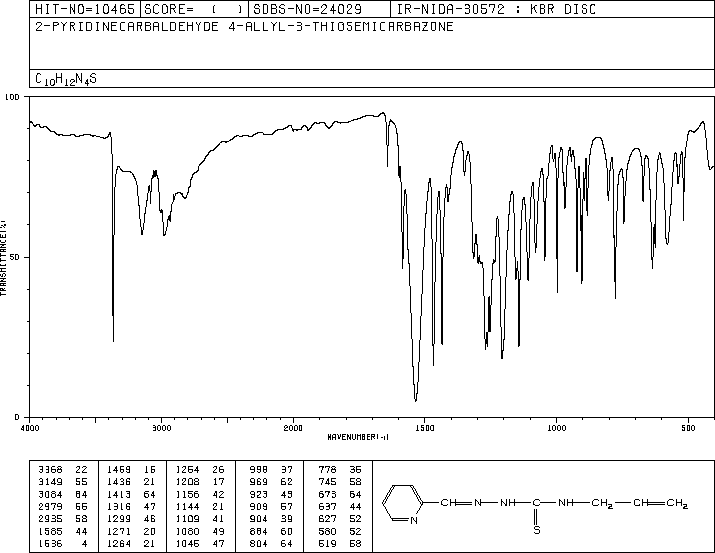 HIT-NO=10465 SCORE= ( ) SDBS-NO=24029 IR-NIDA-30572 : KBR DISC
2-PYRIDINECARBALDEHYDE 4-ALLYL-3-THIOSEMICARBAZONE
C10H12N4S
100
50
0
TRANSMITTANCE(%)
4000 3000 2000 1500 1000 500
WAVENUMBER(-1)
3368 22 1469 16 1254 26 998 37 778 36
3149 55 1436 21 1208 17 969 62 745 58
3084 64 1413 64 1156 42 923 43 673 64
2979 55 1316 47 1144 21 909 57 637 44
2935 58 1299 46 1109 41 904 39 627 52
1585 44 1271 20 1080 49 884 60 580 52
1536 4 1264 21 1045 47 804 64 519 58
N CH N NH C NH CH2 CH CH2
S